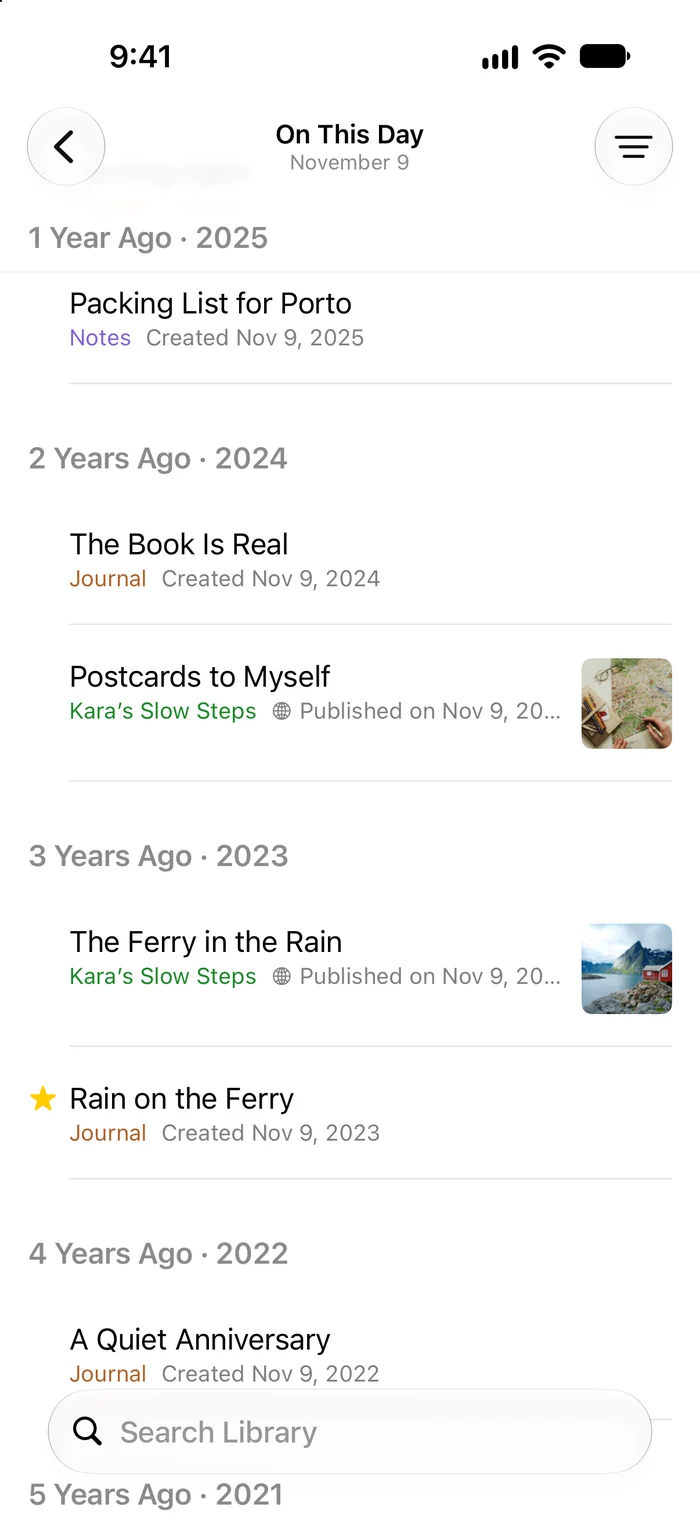 9:41
On This Day
November 9
1 Year Ago · 2025
Packing List for Porto
Notes Created Nov 9, 2025
2 Years Ago · 2024
The Book Is Real
Journal Created Nov 9, 2024
Postcards to Myself
Kara’s Slow Steps Published on Nov 9, 20...
3 Years Ago · 2023
The Ferry in the Rain
Kara’s Slow Steps Published on Nov 9, 20...
Rain on the Ferry
Journal Created Nov 9, 2023
4 Years Ago · 2022
A Quiet Anniversary
Journal Created Nov 9, 2022
Search Library
5 Years Ago · 2021